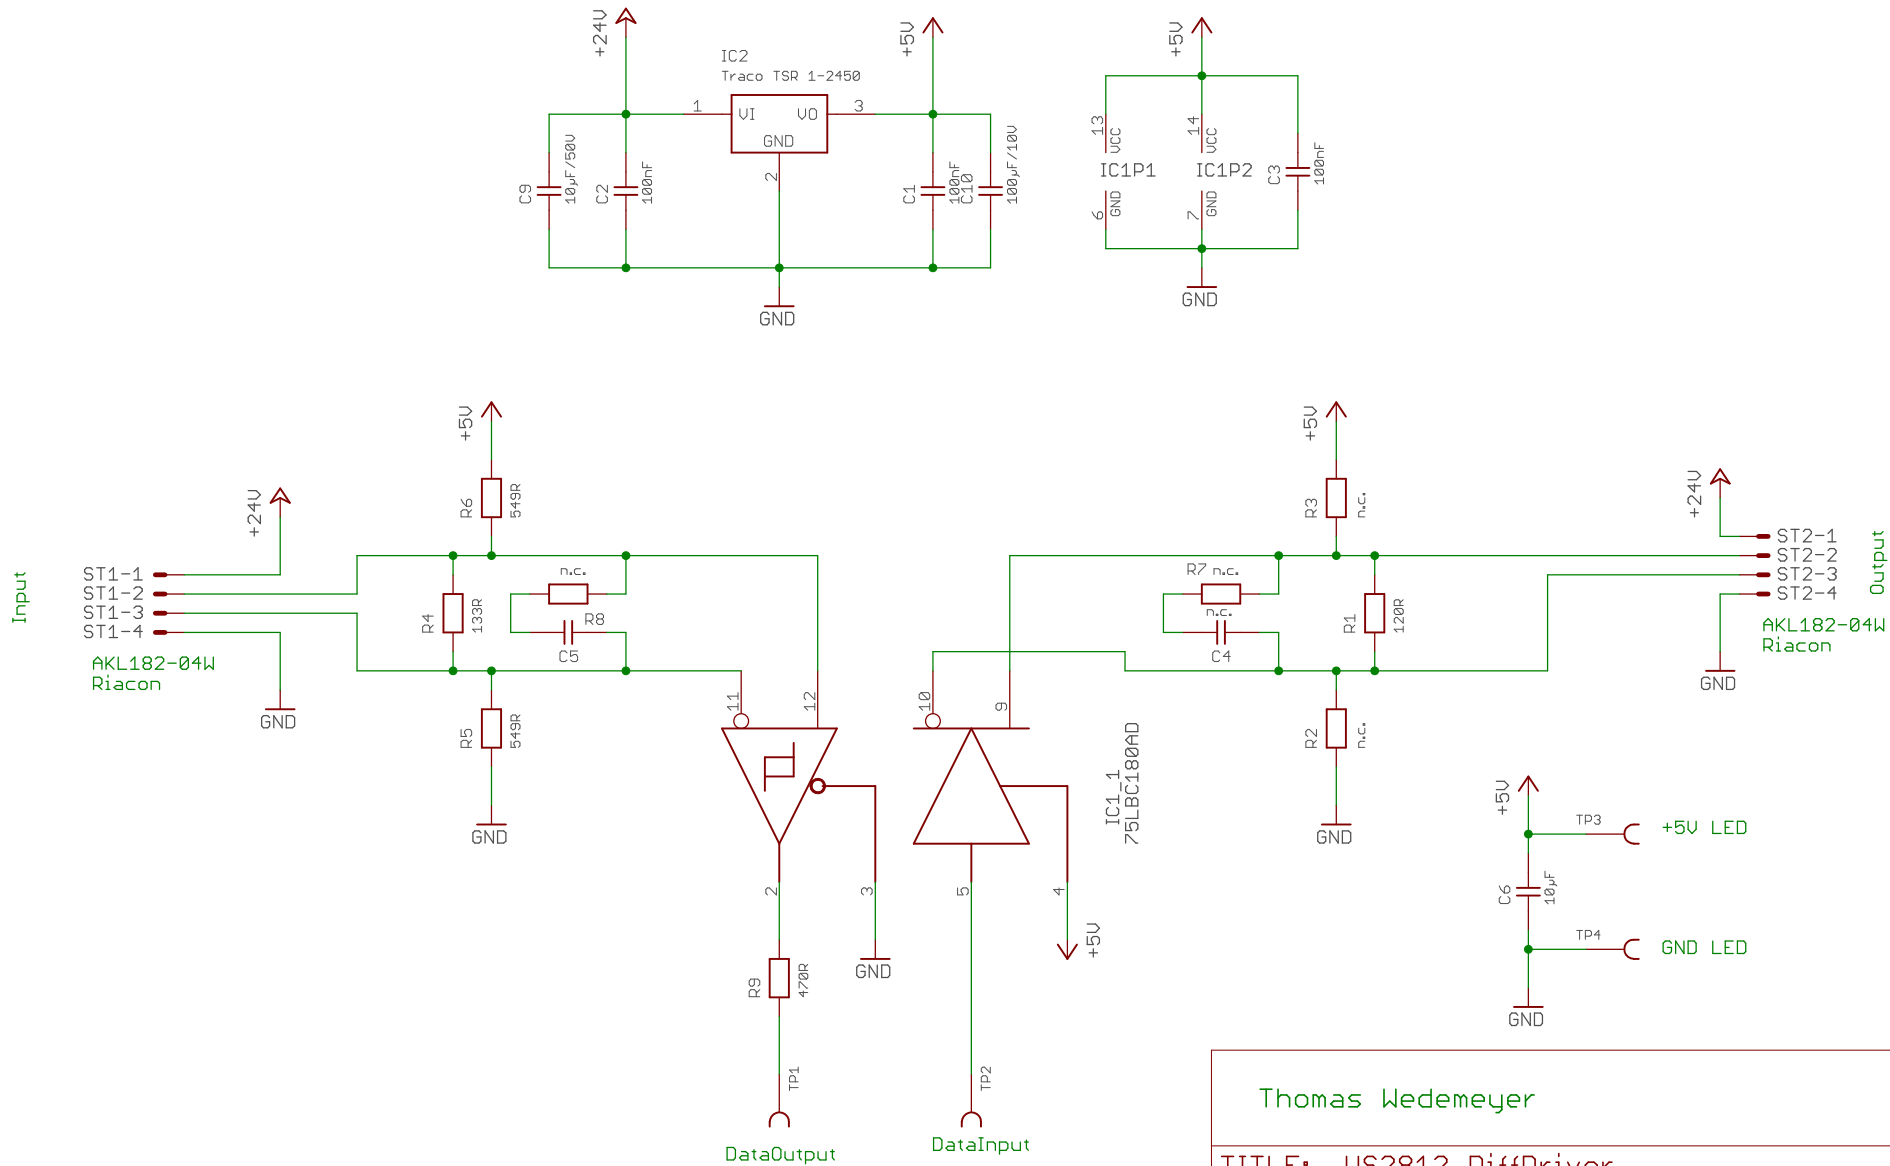 +24V
+5V
+5V
IC2
Traco TSR 1-2450
1
VI
VO
3
GND
2
C9
10µF/50V
C2
100nF
C1
100nF
C10
100µF/10V
GND
13
VCC
14
VCC
IC1P1
IC1P2
C3
100nF
6
GND
7
GND
GND
+5V
+5V
+24V
R6
549R
R3
n.c.
+24V
Input
ST1-1
ST1-2
ST1-3
ST1-4
AKL182-04W
Riacon
GND
R4
133R
n.c.
R8
C5
R5
549R
GND
11
12
R7 n.c.
n.c.
C4
R1
120R
ST2-1
ST2-2
ST2-3
ST2-4
Output
AKL182-04W
Riacon
GND
10
9
IC1_1
75LBC180AD
R2
n.c.
GND
2
3
5
4
+5V
GND
R9
470R
TP1
DataOutput
TP2
DataInput
+5V
TP3
+5V LED
C6
10µF
TP4
GND LED
GND
Thomas Wedemeyer
TITLE: WS2812_DiffDriver